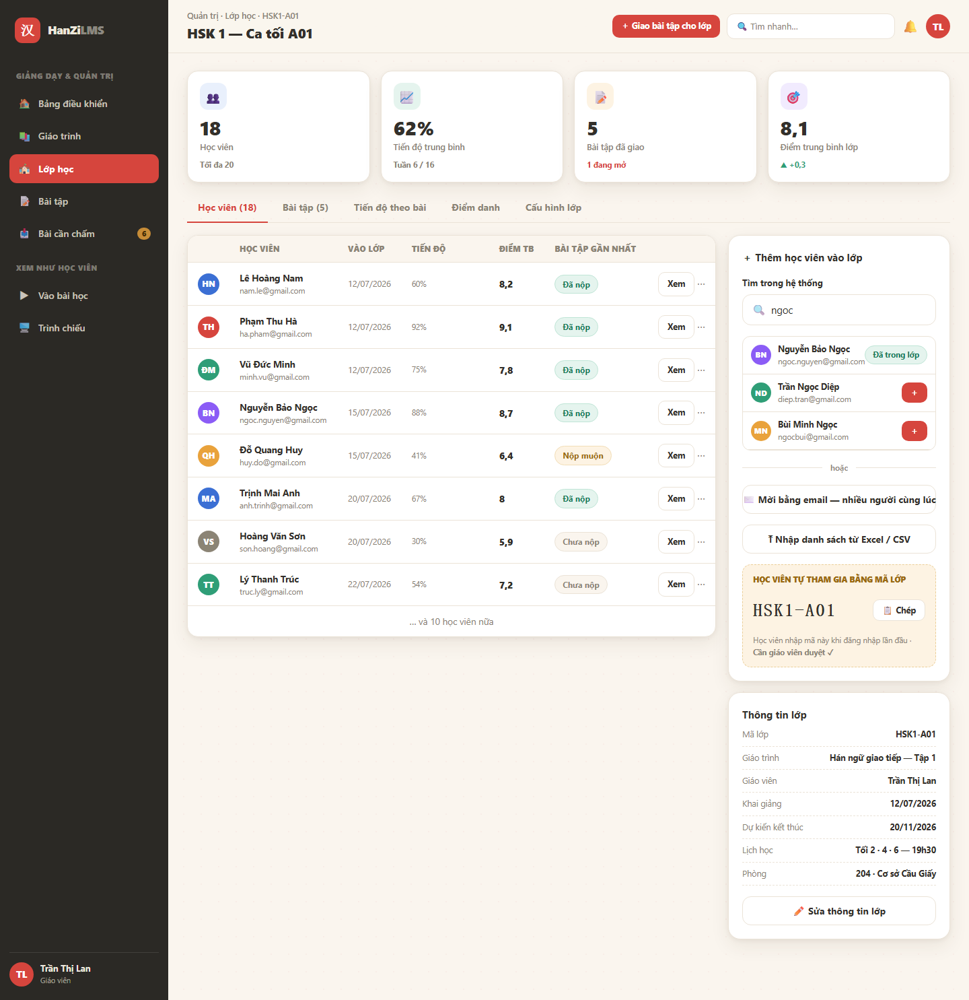 汉 HanZiLMS
GIẢNG DẠY & QUẢN TRỊ
Bảng điều khiển
Giáo trình
Lớp học
Bài tập
Bài cần chấm 6
XEM NHƯ HỌC VIÊN
Vào bài học
Trình chiếu
TL Trần Thị Lan
Giáo viên
Quản trị · Lớp học · HSK1-A01
HSK 1 — Ca tối A01
+ Giao bài tập cho lớp
Tìm nhanh...
TL
18
Học viên
Tối đa 20
62%
Tiến độ trung bình
Tuần 6 / 16
5
Bài tập đã giao
1 đang mở
8,1
Điểm trung bình lớp
▲ +0,3
Học viên (18) Bài tập (5) Tiến độ theo bài Điểm danh Cấu hình lớp
HỌC VIÊN VÀO LỚP TIẾN ĐỘ ĐIỂM TB BÀI TẬP GẦN NHẤT
HN Lê Hoàng Nam 12/07/2026 60% 8,2 Đã nộp Xem ···
nam.le@gmail.com
TH Phạm Thu Hà 12/07/2026 92% 9,1 Đã nộp Xem ···
ha.pham@gmail.com
ĐM Vũ Đức Minh 12/07/2026 75% 7,8 Đã nộp Xem ···
minh.vu@gmail.com
BN Nguyễn Bảo Ngọc 15/07/2026 88% 8,7 Đã nộp Xem ···
ngoc.nguyen@gmail.com
QH Đỗ Quang Huy 15/07/2026 41% 6,4 Nộp muộn Xem ···
huy.do@gmail.com
MA Trịnh Mai Anh 20/07/2026 67% 8 Đã nộp Xem ···
anh.trinh@gmail.com
VS Hoàng Văn Sơn 20/07/2026 30% 5,9 Chưa nộp Xem ···
son.hoang@gmail.com
TT Lý Thanh Trúc 22/07/2026 54% 7,2 Chưa nộp Xem ···
truc.ly@gmail.com
... và 10 học viên nữa
+ Thêm học viên vào lớp
Tìm trong hệ thống
ngoc
BN Nguyễn Bảo Ngọc Đã trong lớp
ngoc.nguyen@gmail.com
ND Trần Ngọc Diệp +
diep.tran@gmail.com
MN Bùi Minh Ngọc +
ngocbui@gmail.com
hoặc
Mời bằng email — nhiều người cùng lúc
⤒ Nhập danh sách từ Excel / CSV
HỌC VIÊN TỰ THAM GIA BẰNG MÃ LỚP
HSK1-A01 Chép
Học viên nhập mã này khi đăng nhập lần đầu ·
Cần giáo viên duyệt ✓
Thông tin lớp
Mã lớp HSK1-A01
Giáo trình Hán ngữ giao tiếp — Tập 1
Giáo viên Trần Thị Lan
Khai giảng 12/07/2026
Dự kiến kết thúc 20/11/2026
Lịch học Tối 2 · 4 · 6 — 19h30
Phòng 204 · Cơ sở Cầu Giấy
Sửa thông tin lớp